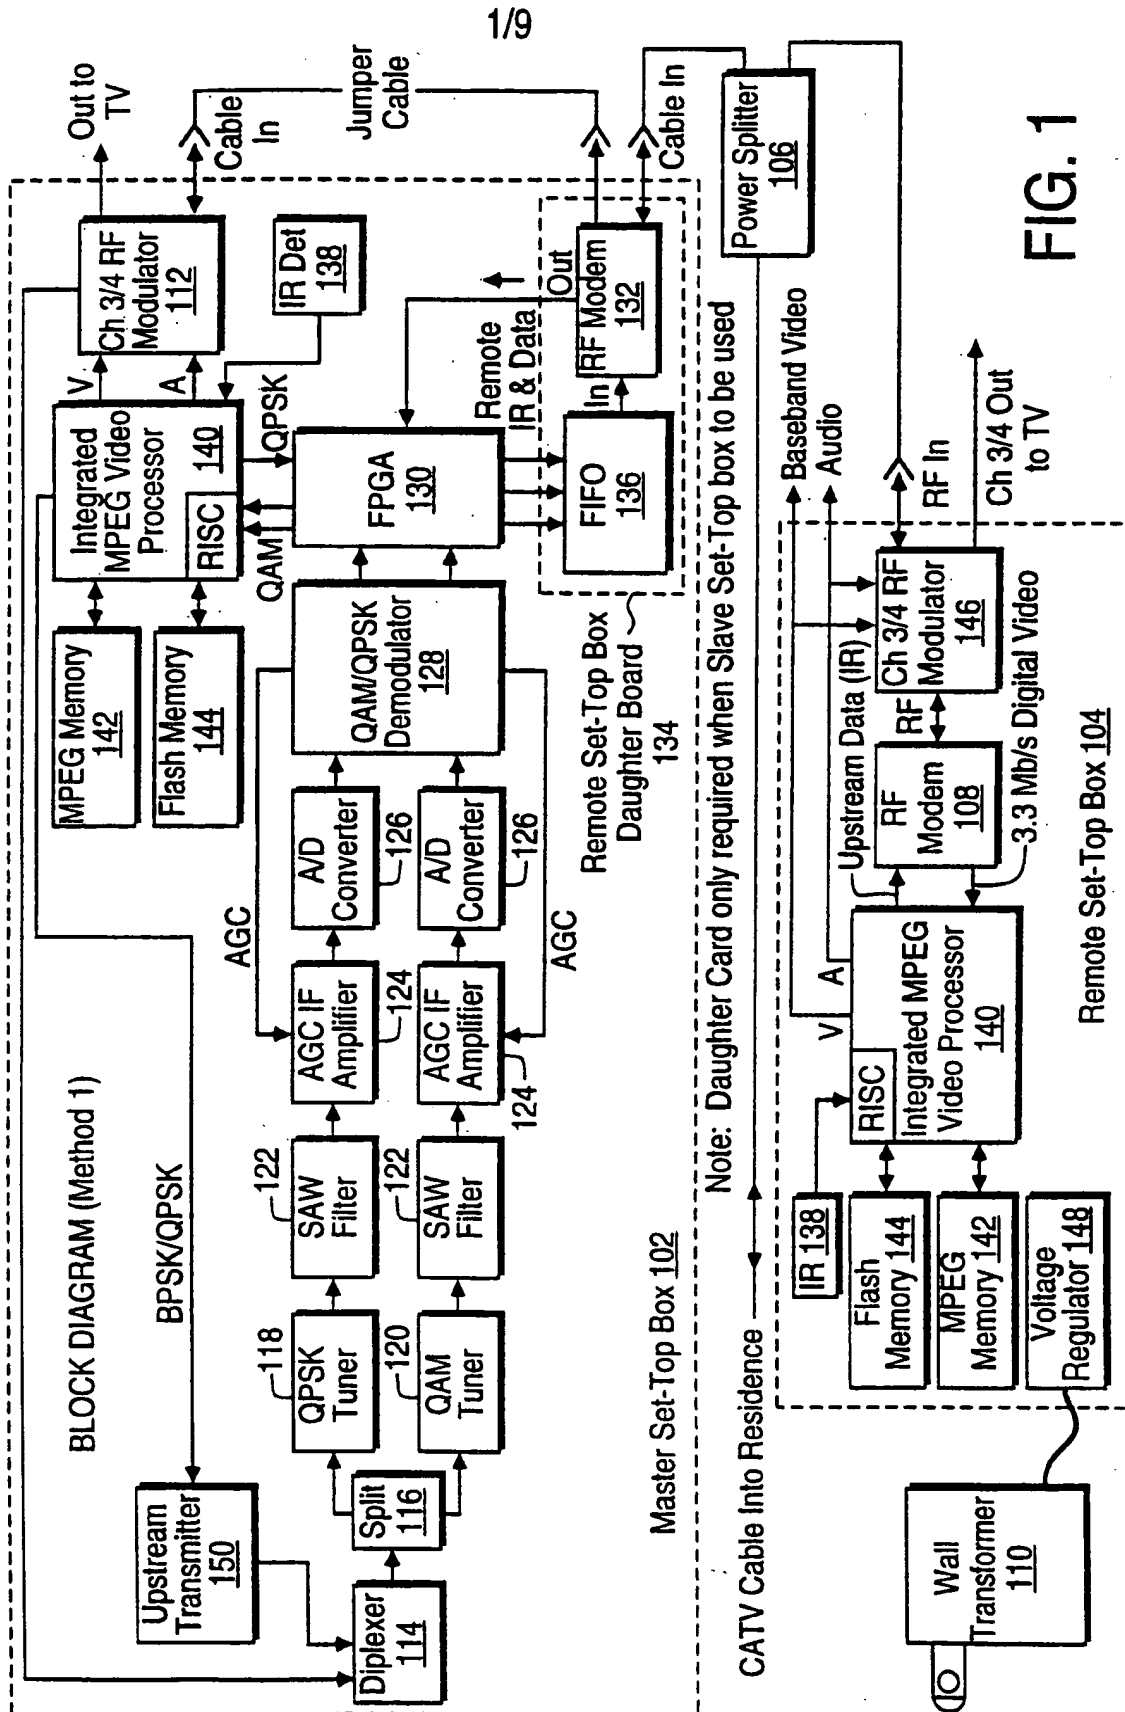 1/9
BLOCK DIAGRAM (Method 1)
BPSK/QPSK
Out to
TV
Cable
In
Jumper
Cable
Ch 3/4 RF
Modulator
112
V
A
IR Det
138
Integrated
MPEG Video
Processor
140
RISC
MPEG Memory
142
Flash Memory
144
QPSK
QAM
FPGA
130
Remote
IR & Data
Out
RF Modem
132
In
FIFO
136
Cable In
QAM/QPSK
Demodulator
128
AGC
AGC
A/D
Converter
126
A/D
Converter
126
AGC IF
Amplifier
124
AGC IF
Amplifier
124
SAW
Filter
122
SAW
Filter
122
QPSK
Tuner
118
QAM
Tuner
120
Split
116
Diplexer
114
Upstream
Transmitter
150
Remote Set-Top Box
Daughter Board
134
Master Set-Top Box 102
Note: Daughter Card only required when Slave Set-Top box to be used
CATV Cable Into Residence
Power Splitter
106
Baseband Video
Audio
RF In
Ch 3/4 Out
to TV
Ch 3/4 RF
Modulator
146
RF
RF
Modem
108
Upstream Data (IR)
3.3 Mb/s Digital Video
V
A
RISC
Integrated MPEG
Video Processor
140
IR 138
Flash
Memory 144
MPEG
Memory 142
Voltage
Regulator 148
Remote Set-Top Box 104
Wall
Transformer
110
FIG. 1